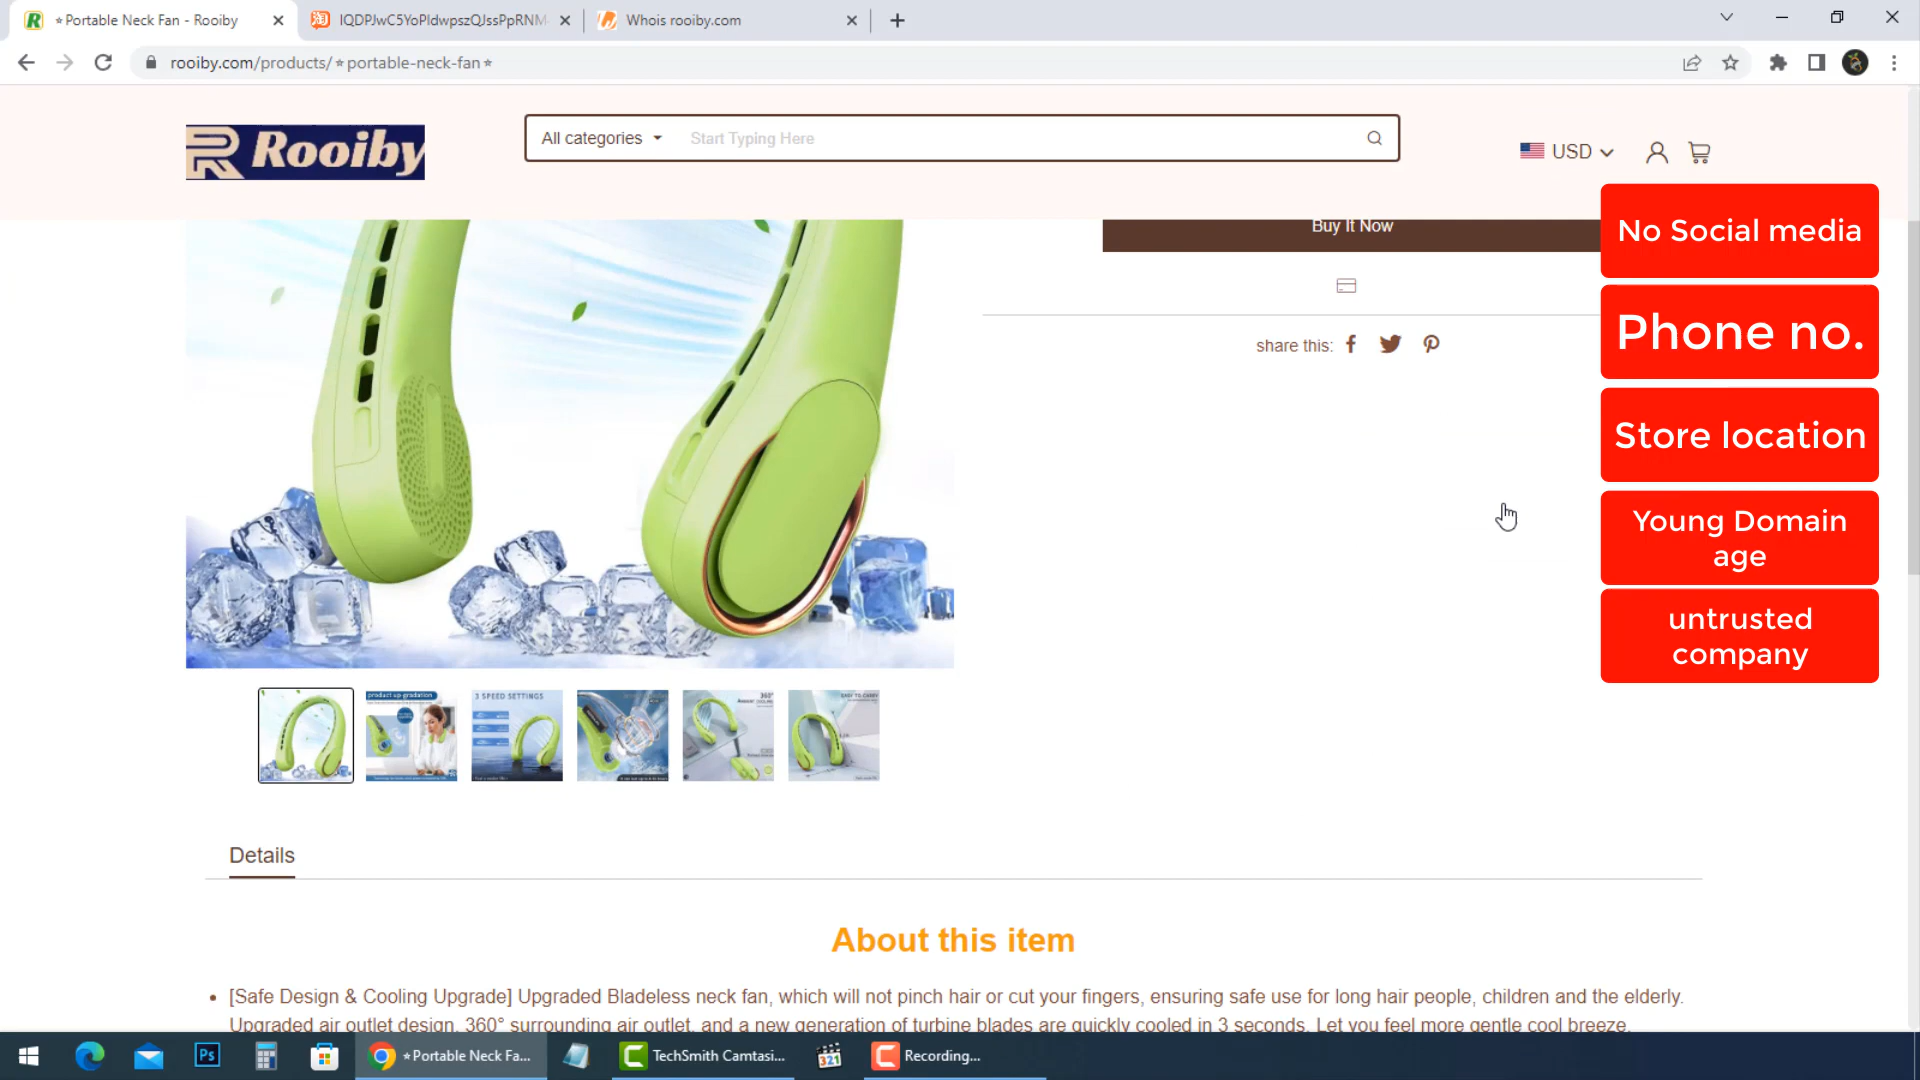 ⭐Portable Neck Fan - Rooiby
Whois rooiby.com
rooiby.com/products/⭐portable-neck-fan⭐
Rooiby
All categories
Start Typing Here
USD
No Social media
Buy It Now
Phone no.
share this:
Store location
Young Domain
age
untrusted
company
product up-gradation
3 SPEED SETTINGS
360°
EASY TO CARRY
Details
About this item
[Safe Design & Cooling Upgrade] Upgraded Bladeless neck fan, which will not pinch hair or cut your fingers, ensuring safe use for long hair people, children and the elderly.
Upgraded air outlet design, 360° surrounding air outlet, and a new generation of turbine blades are quickly cooled in 3 seconds. Let you feel more gentle cool breeze.
Ps
⭐Portable Neck Fa...
TechSmith Camtasi...
321
Recording...